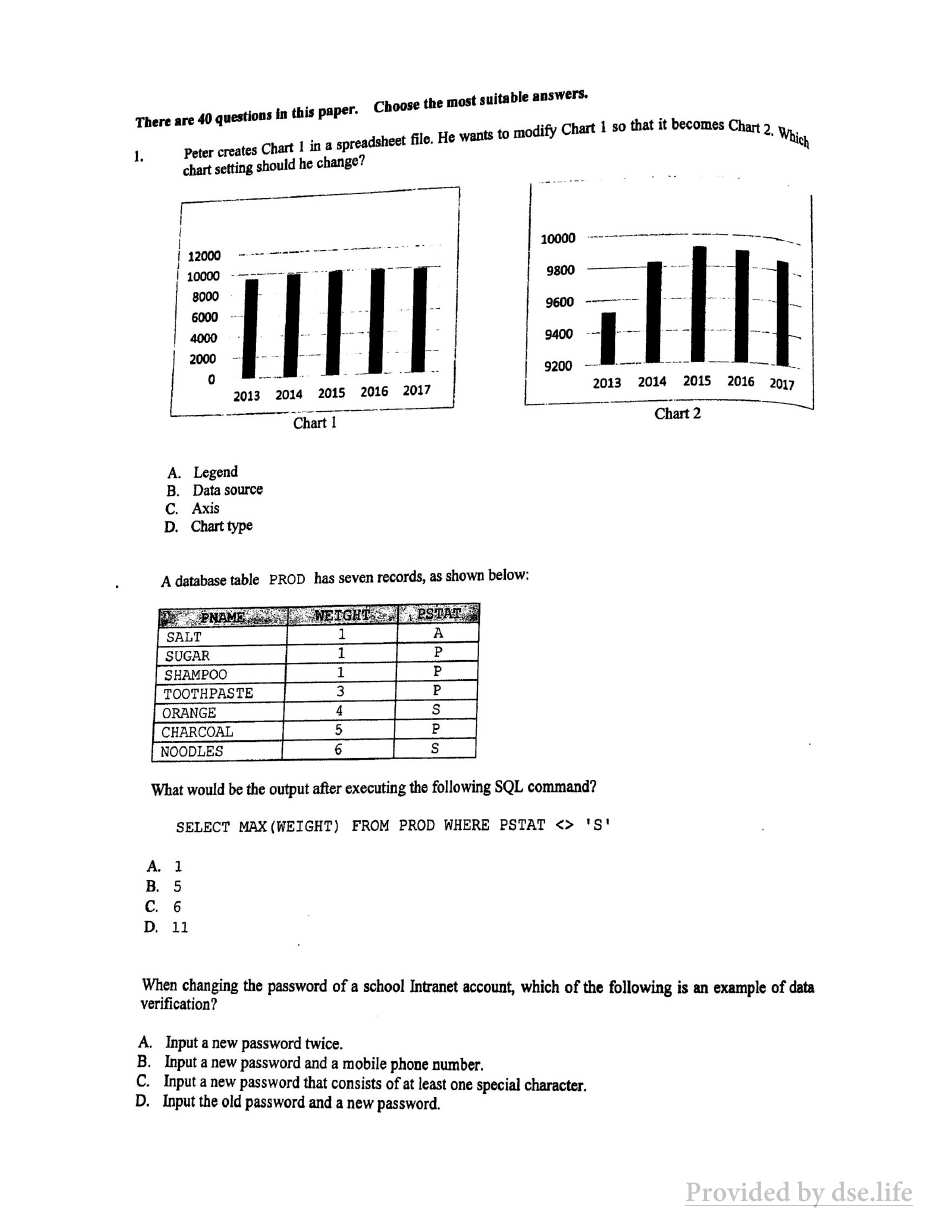 There are 40 questions in this paper. Choose the most suitable answers.
1. Peter creates Chart 1 in a spreadsheet file. He wants to modify Chart 1 so that it becomes Chart 2. Which
chart setting should he change?
12000
10000
8000
6000
4000
2000
0
2013 2014 2015 2016 2017
Chart 1
10000
9800
9600
9400
9200
2013 2014 2015 2016 2017
Chart 2
A. Legend
B. Data source
C. Axis
D. Chart type
A database table PROD has seven records, as shown below:
PNAME WEIGHT PSTAT
SALT 1 A
SUGAR 1 P
SHAMPOO 1 P
TOOTHPASTE 3 P
ORANGE 4 S
CHARCOAL 5 P
NOODLES 6 S
What would be the output after executing the following SQL command?
SELECT MAX(WEIGHT) FROM PROD WHERE PSTAT <> 'S'
A. 1
B. 5
C. 6
D. 11
When changing the password of a school Intranet account, which of the following is an example of data
verification?
A. Input a new password twice.
B. Input a new password and a mobile phone number.
C. Input a new password that consists of at least one special character.
D. Input the old password and a new password.
Provided by dse.life